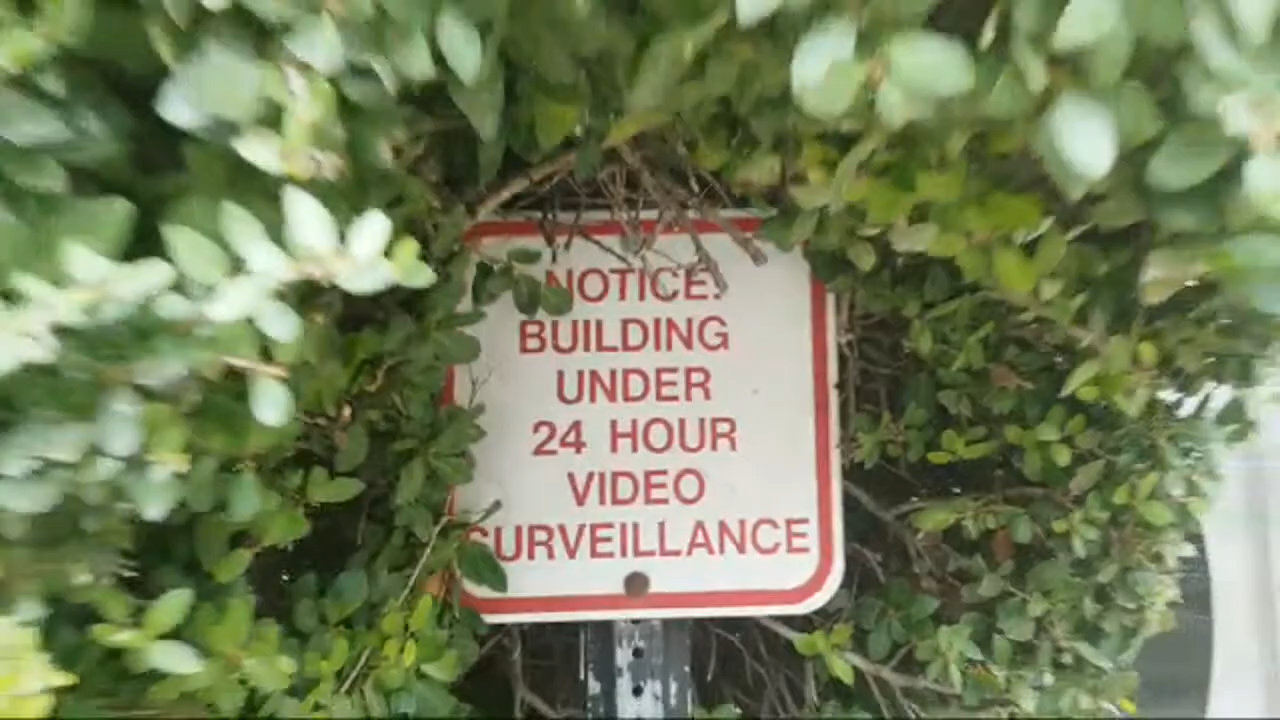 NOTICE:
BUILDING
UNDER
24 HOUR
VIDEO
SURVEILLANCE